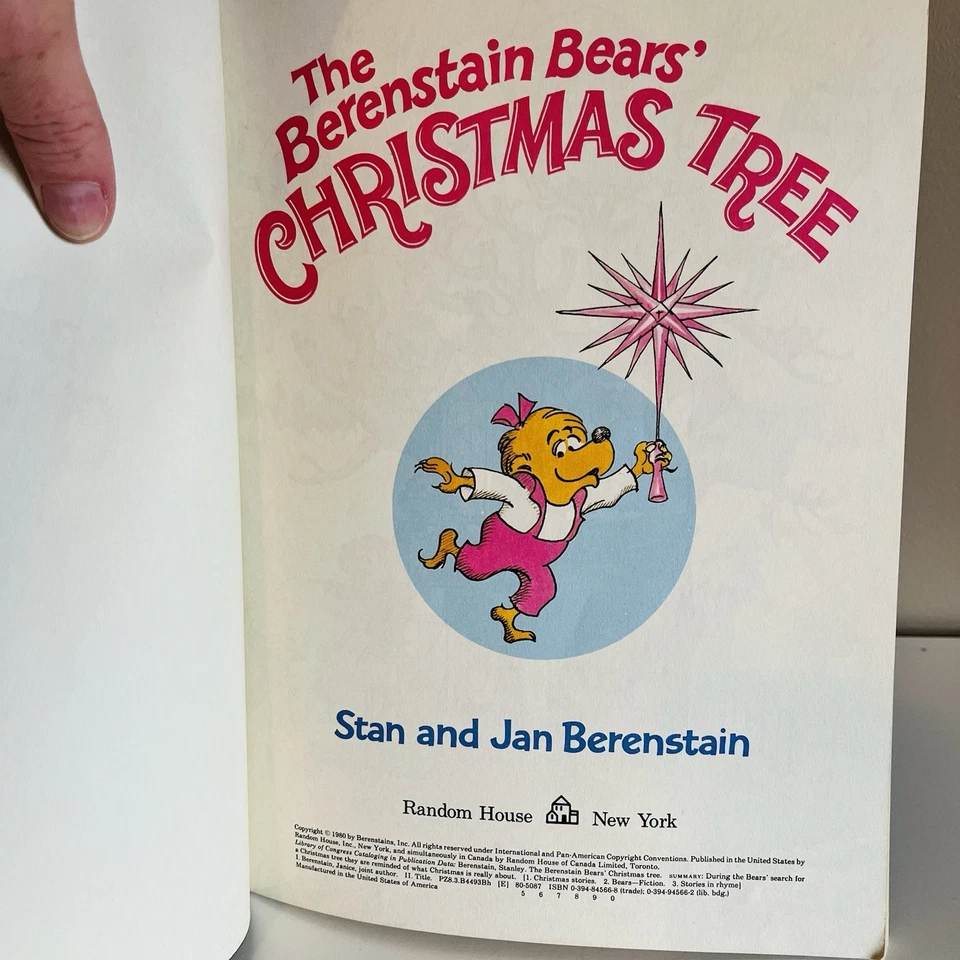 The
Berenstain Bears’
CHRISTMAS TREE
Stan and Jan Berenstain
Random House New York
Copyright © 1980 by Berenstains, Inc. All rights reserved under International and Pan-American Copyright Conventions. Published in the United States by
Random House, Inc., New York, and simultaneously in Canada by Random House of Canada Limited, Toronto.
Library of Congress Cataloging in Publication Data: Berenstain, Stanley. The Berenstain Bears' Christmas tree. SUMMARY: During the Bears' search for
a Christmas tree they are reminded of what Christmas is really about. [1. Christmas stories. 2. Bears—Fiction. 3. Stories in rhyme]
I. Berenstain, Janice, joint author. II. Title. PZ8.3.B4493Bh [E] 80-5087 ISBN 0-394-84566-8 (trade); 0-394-94566-2 (lib. bdg.)
Manufactured in the United States of America
5 6 7 8 9 0